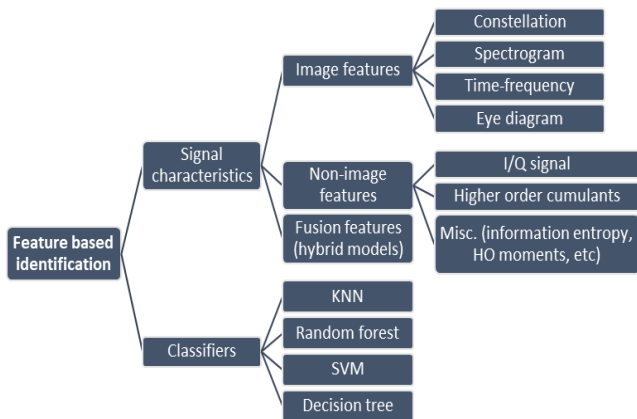 Constellation
Spectrogram
Image features
Time-frequency
Eye diagram
Signal
characteristics
I/Q signal
Non-image
features
Higher order cumulants
Fusion features
(hybrid models)
Misc. (information entropy,
HO moments, etc)
Feature based
identification
KNN
Random forest
Classifiers
SVM
Decision tree